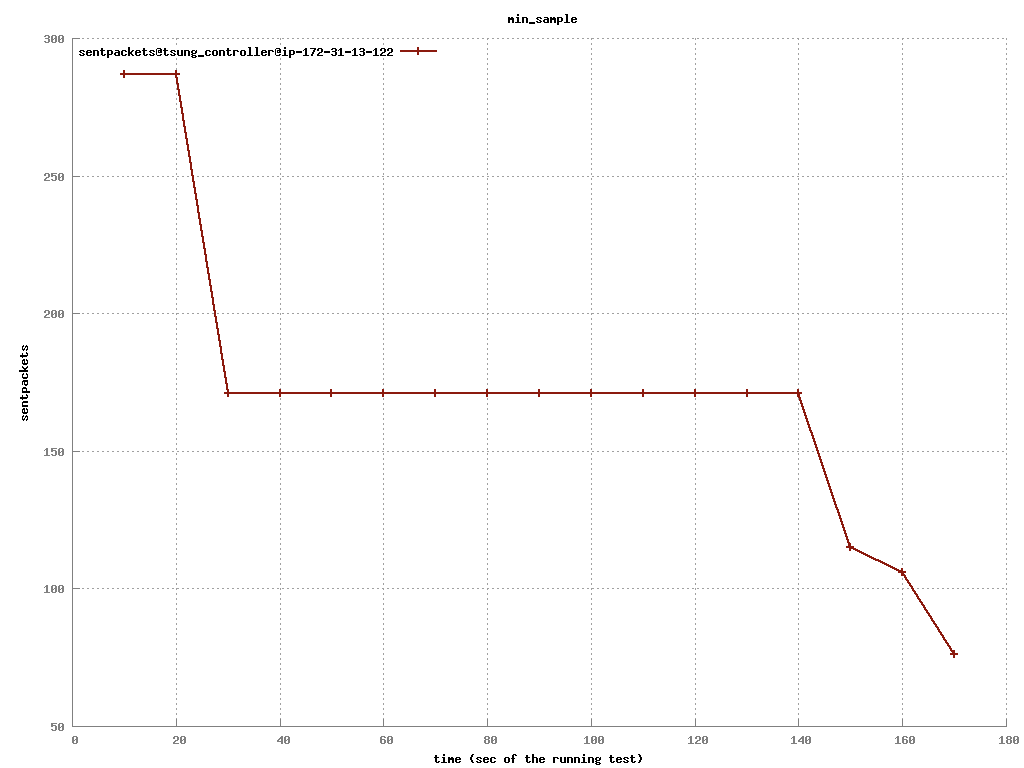 min_sample
sentpackets@tsung_controller@ip-172-31-13-122
300
250
200
150
100
50
sentpackets
0 20 40 60 80 100 120 140 160 180
time (sec of the running test)